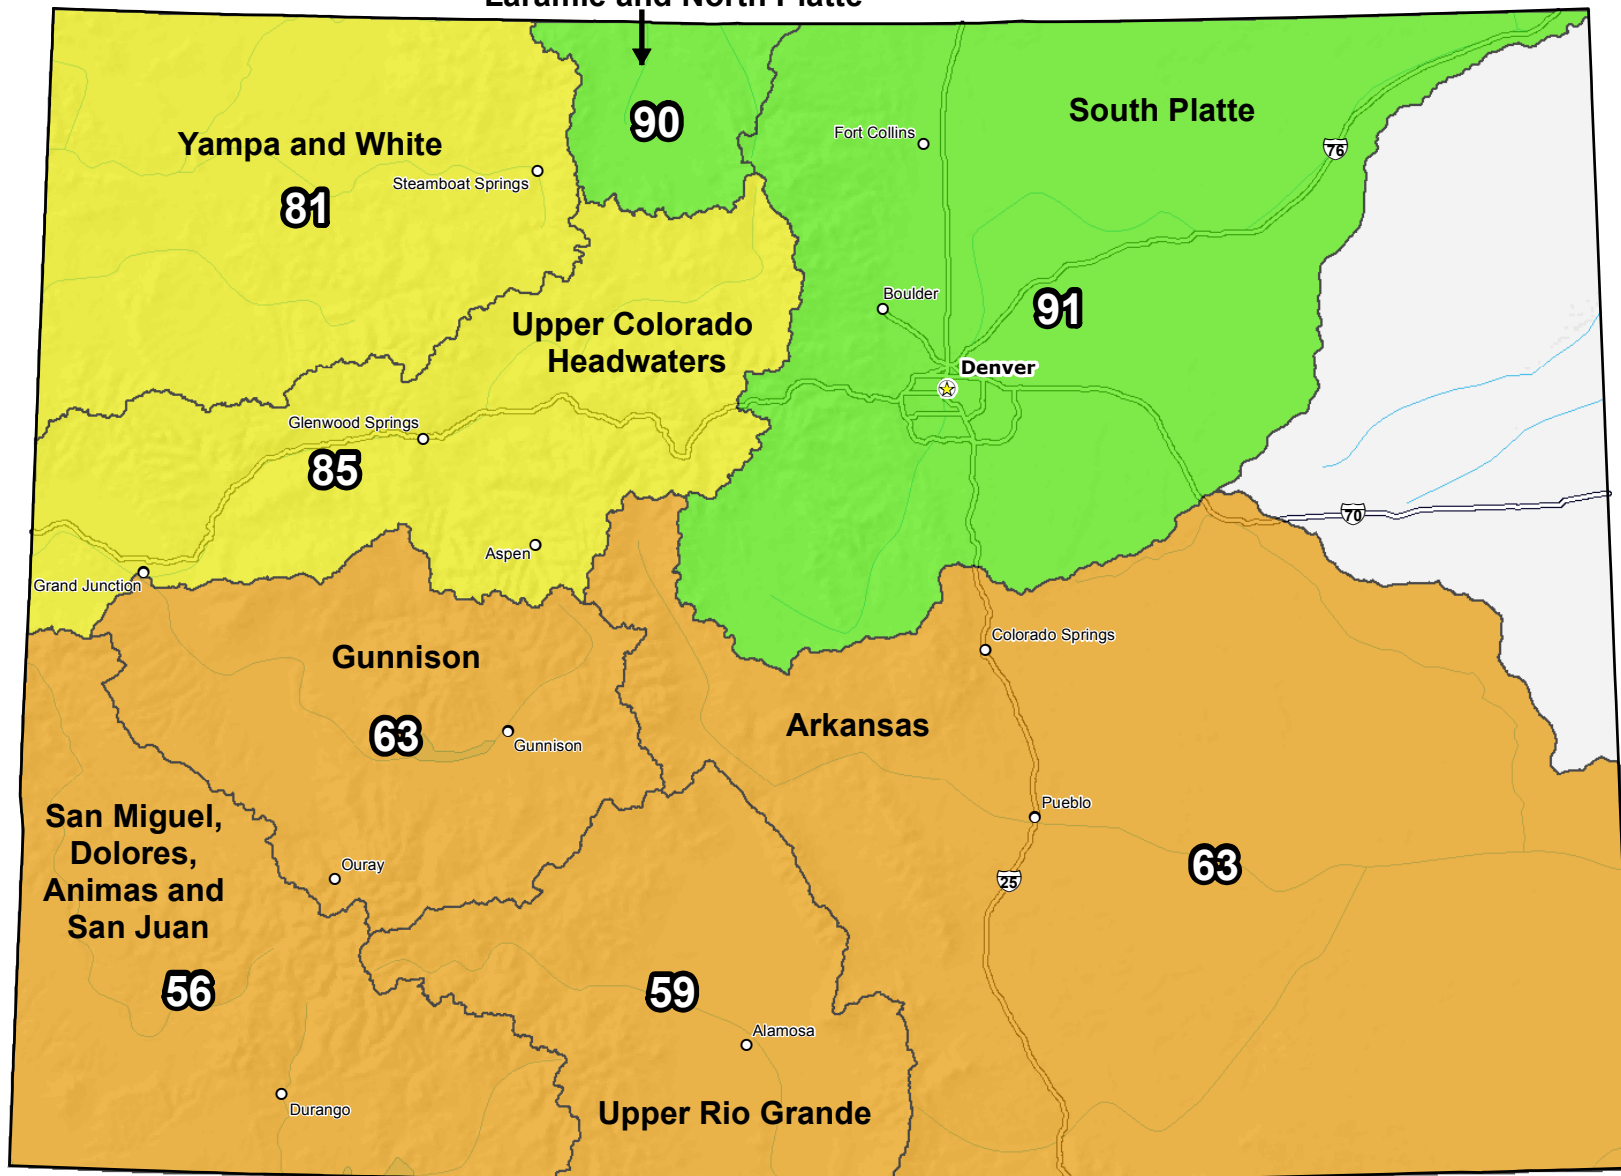 Laramie and North Platte
90
South Platte
Fort Collins
76
Yampa and White
Steamboat Springs
81
Boulder
91
Upper Colorado
Headwaters
Denver
Glenwood Springs
85
70
Aspen
Grand Junction
Colorado Springs
Gunnison
63
Gunnison
Arkansas
Pueblo
63
25
San Miguel,
Dolores,
Animas and
San Juan
Ouray
56
59
Alamosa
Durango
Upper Rio Grande